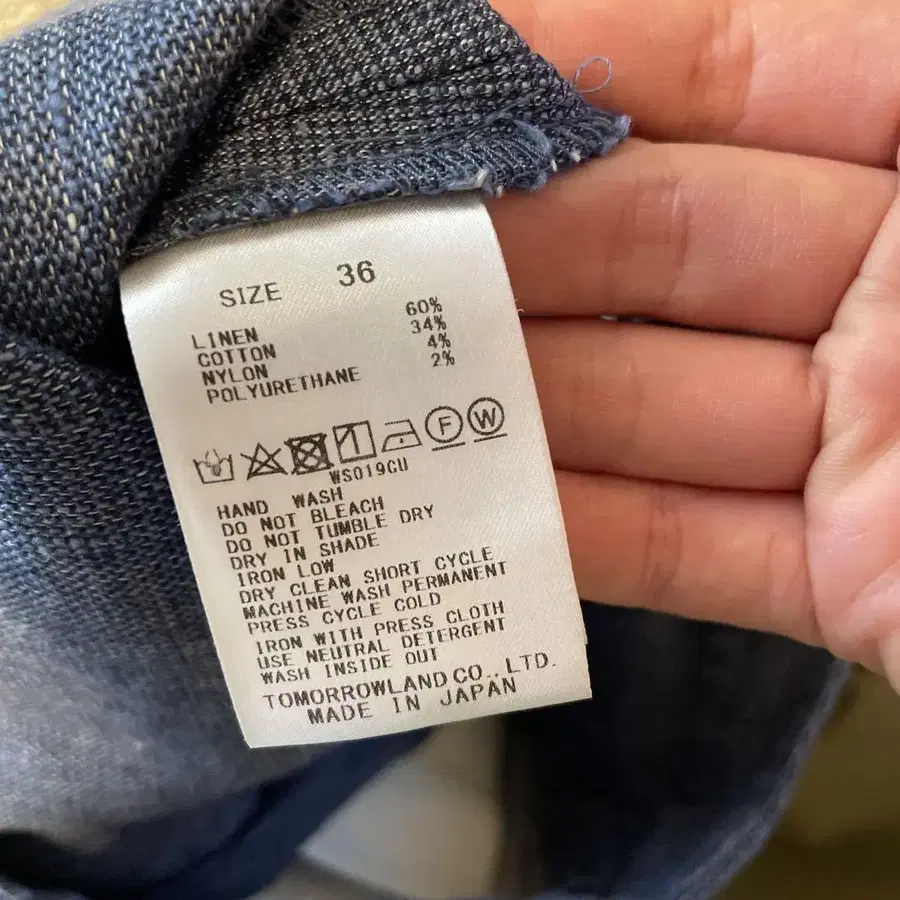 SIZE 36
LINEN 60%
COTTON 34%
NYLON 4%
POLYURETHANE 2%
F W
WS019CU
HAND WASH
DO NOT BLEACH
DO NOT TUMBLE DRY
DRY IN SHADE
IRON LOW
DRY CLEAN SHORT CYCLE
MACHINE WASH PERMANENT
PRESS CYCLE COLD
IRON WITH PRESS CLOTH
USE NEUTRAL DETERGENT
WASH INSIDE OUT
TOMORROWLAND CO., LTD.
MADE IN JAPAN